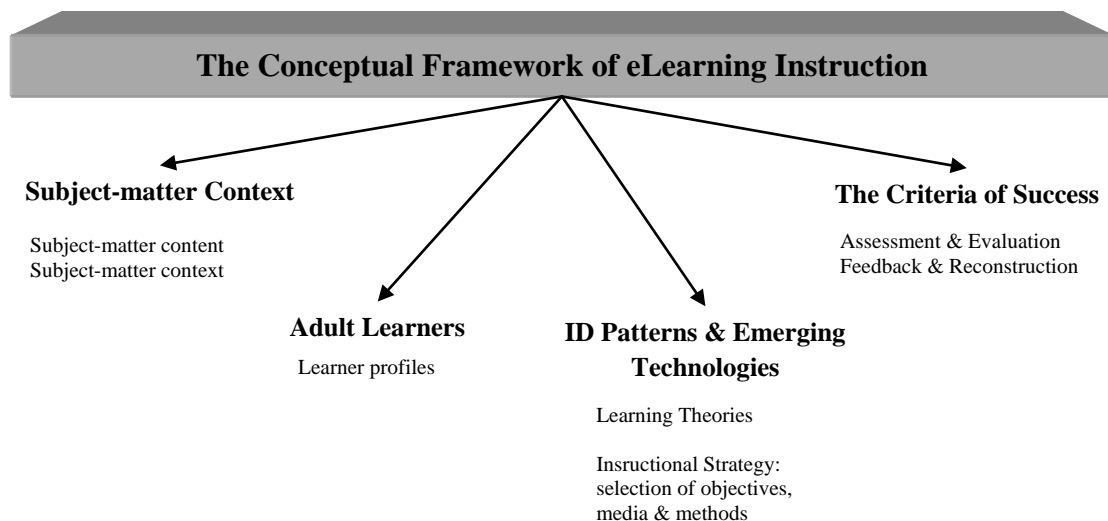 The Conceptual Framework of eLearning Instruction
Subject-matter Context
Subject-matter content
Subject-matter context
Adult Learners
Learner profiles
ID Patterns & Emerging
Technologies
Learning Theories
Insructional Strategy:
selection of objectives,
media & methods
The Criteria of Success
Assessment & Evaluation
Feedback & Reconstruction